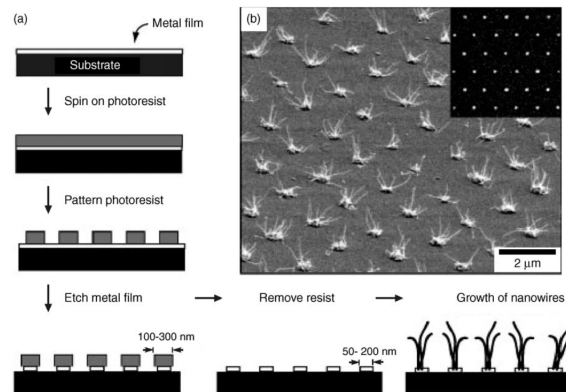 (a)
Metal film
Substrate
Spin on photoresist
Pattern photoresist
Etch metal film
Remove resist
Growth of nanowires
100-300 nm
50- 200 nm
(b)
2 μm